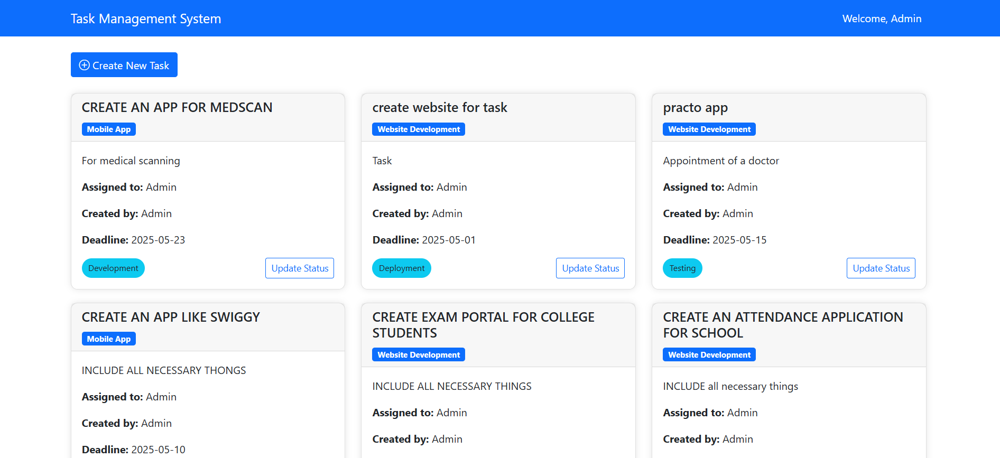 Task Management System
Welcome, Admin
Create New Task
CREATE AN APP FOR MEDSCAN
Mobile App
For medical scanning
Assigned to: Admin
Created by: Admin
Deadline: 2025-05-23
Development
Update Status
create website for task
Website Development
Task
Assigned to: Admin
Created by: Admin
Deadline: 2025-05-01
Deployment
Update Status
practo app
Website Development
Appointment of a doctor
Assigned to: Admin
Created by: Admin
Deadline: 2025-05-15
Testing
Update Status
CREATE AN APP LIKE SWIGGY
Mobile App
INCLUDE ALL NECESSARY THONGS
Assigned to: Admin
Created by: Admin
Deadline: 2025-05-10
CREATE EXAM PORTAL FOR COLLEGE
STUDENTS
Website Development
INCLUDE ALL NECESSARY THINGS
Assigned to: Admin
Created by: Admin
CREATE AN ATTENDANCE APPLICATION
FOR SCHOOL
Website Development
INCLUDE all necessary things
Assigned to: Admin
Created by: Admin